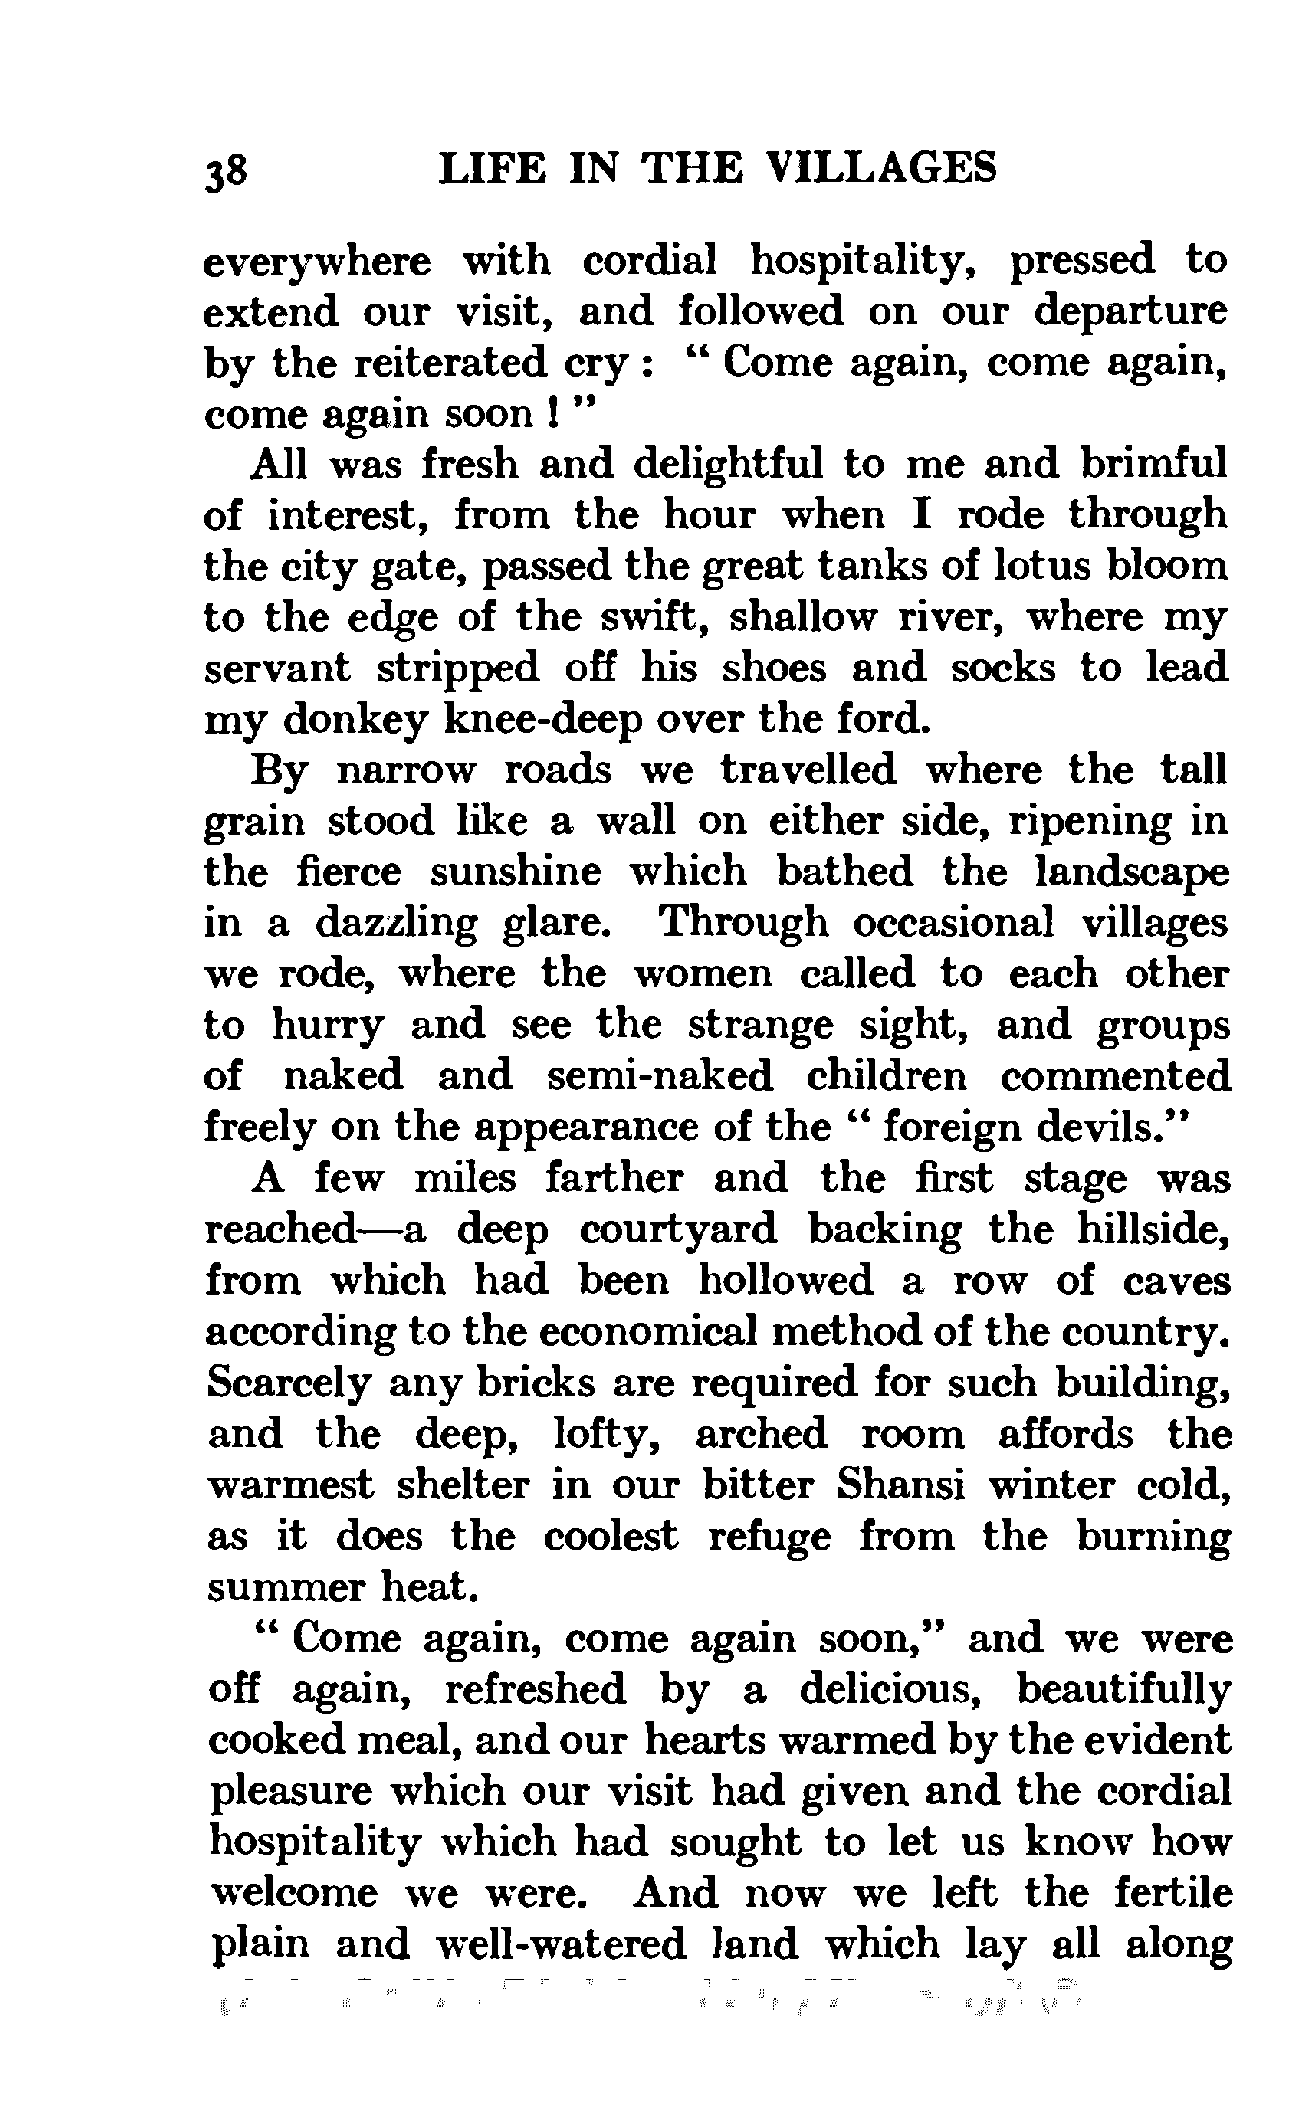 38 LIFE IN THE VILLAGES
everywhere with cordial hospitality, pressed to
extend our visit, and followed on our departure
by the reiterated cry : “ Come again, come again,
come again soon ! ”
All was fresh and delightful to me and brimful
of interest, from the hour when I rode through
the city gate, passed the great tanks of lotus bloom
to the edge of the swift, shallow river, where my
servant stripped off his shoes and socks to lead
my donkey knee-deep over the ford.
By narrow roads we travelled where the tall
grain stood like a wall on either side, ripening in
the fierce sunshine which bathed the landscape
in a dazzling glare. Through occasional villages
we rode, where the women called to each other
to hurry and see the strange sight, and groups
of naked and semi-naked children commented
freely on the appearance of the “ foreign devils.”
A few miles farther and the first stage was
reached—a deep courtyard backing the hillside,
from which had been hollowed a row of caves
according to the economical method of the country.
Scarcely any bricks are required for such building,
and the deep, lofty, arched room affords the
warmest shelter in our bitter Shansi winter cold,
as it does the coolest refuge from the burning
summer heat.
“ Come again, come again soon,” and we were
off again, refreshed by a delicious, beautifully
cooked meal, and our hearts warmed by the evident
pleasure which our visit had given and the cordial
hospitality which had sought to let us know how
welcome we were. And now we left the fertile
plain and well-watered land which lay all along